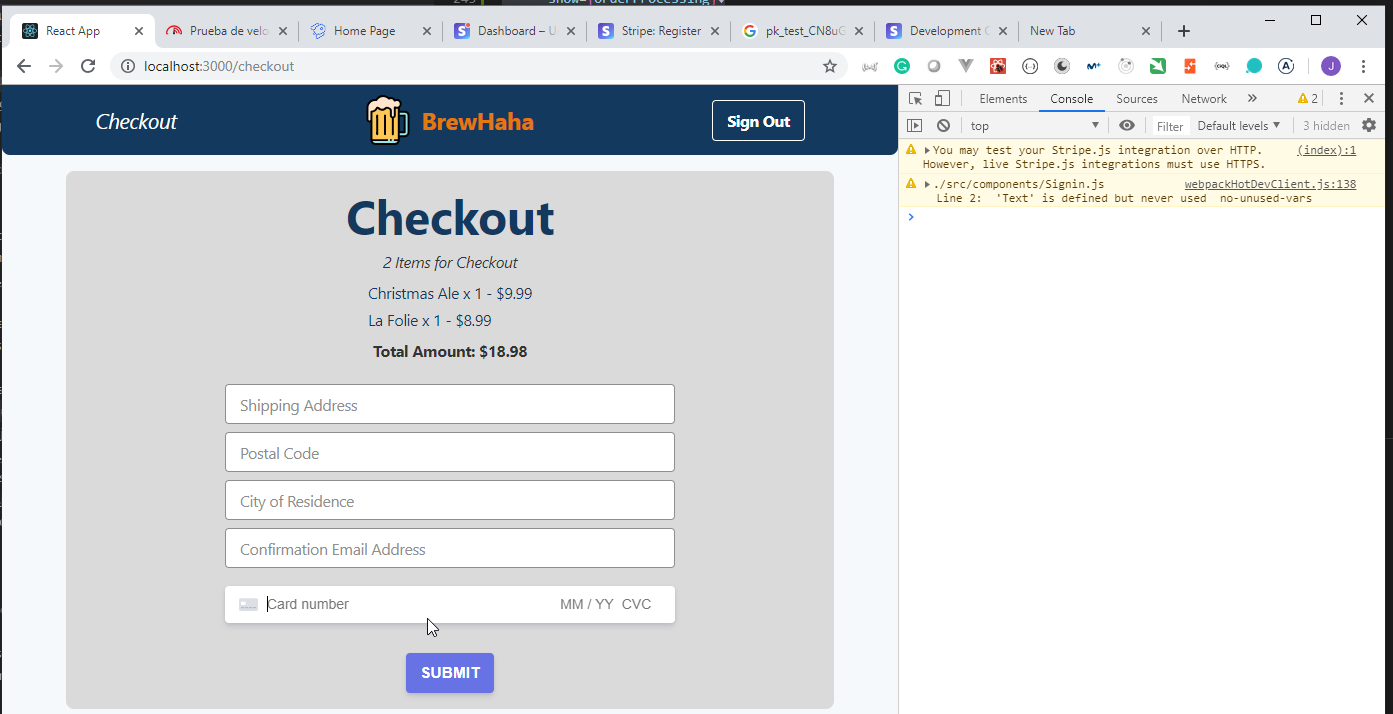 React App
Prueba de velo
Home Page
Dashboard – U
Stripe: Register
pk_test_CN8uG
Development C
New Tab
localhost:3000/checkout
J
Checkout
BrewHaha
Sign Out
Elements
Console
Sources
Network
2
top
Filter
Default levels
3 hidden
You may test your Stripe.js integration over HTTP. (index):1
However, live Stripe.js integrations must use HTTPS.
./src/components/Signin.js webpackHotDevClient.js:138
Line 2: 'Text' is defined but never used no-unused-vars
Checkout
2 Items for Checkout
Christmas Ale x 1 - $9.99
La Folie x 1 - $8.99
Total Amount: $18.98
Shipping Address
Postal Code
City of Residence
Confirmation Email Address
Card number MM / YY CVC
SUBMIT